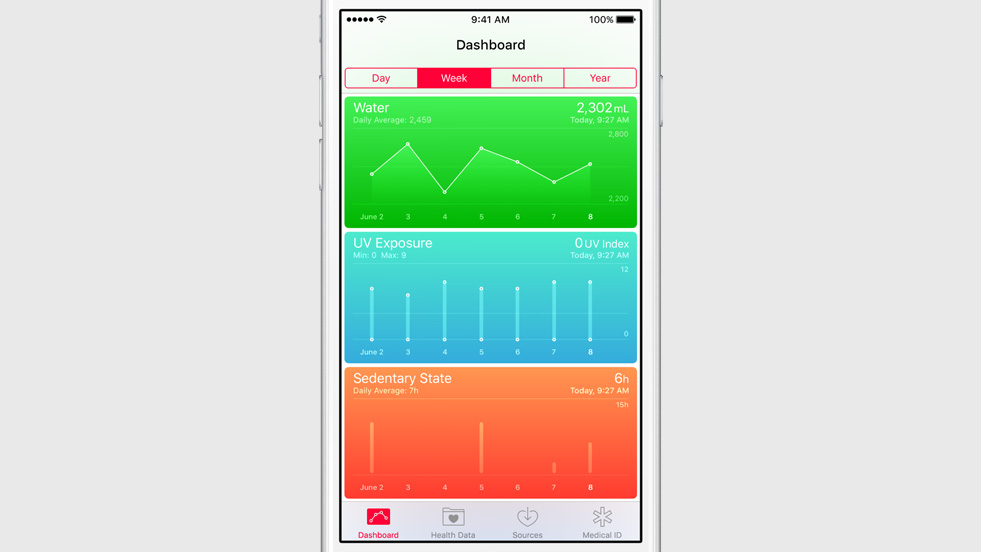 9:41 AM 100%
Dashboard
Day Week Month Year
Water 2,302 mL
Daily Average: 2,459 Today, 9:27 AM
2,800
2,200
June 2 3 4 5 6 7 8
UV Exposure 0 UV Index
Min: 0 Max: 9 Today, 9:27 AM
12
0
June 2 3 4 5 6 7 8
Sedentary State 6h
Daily Average: 7h Today, 9:27 AM
15h
June 2 3 4 5 6 7 8
Dashboard Health Data Sources Medical ID